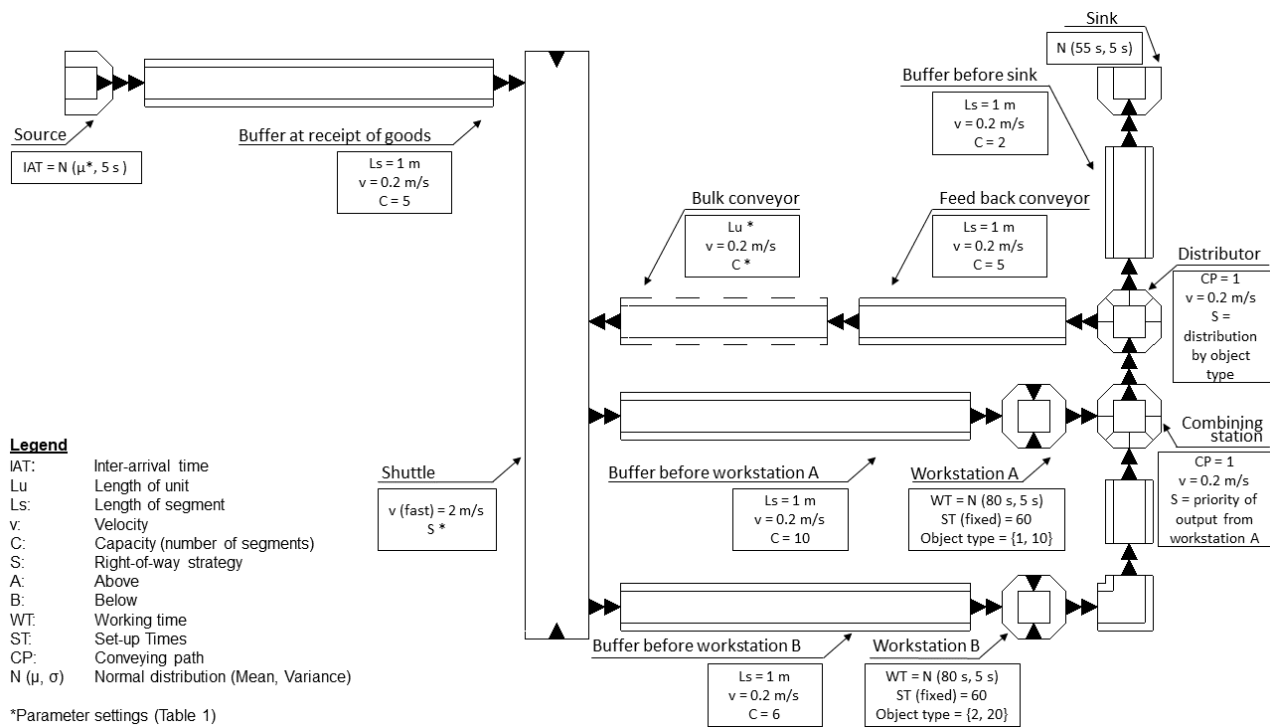 Sink
N (55 s, 5 s)
Buffer before sink
Ls = 1 m
v = 0.2 m/s
C = 2
Source
IAT = N (μ*, 5 s )
Buffer at receipt of goods
Ls = 1 m
v = 0.2 m/s
C = 5
Bulk conveyor
Lu *
v = 0.2 m/s
C *
Feed back conveyor
Ls = 1 m
v = 0.2 m/s
C = 5
Distributor
CP = 1
v = 0.2 m/s
S =
distribution
by object
type
Combining
station
CP = 1
v = 0.2 m/s
S = priority of
output from
workstation A
Shuttle
v (fast) = 2 m/s
S *
Buffer before workstation A
Ls = 1 m
v = 0.2 m/s
C = 10
Workstation A
WT = N (80 s, 5 s)
ST (fixed) = 60
Object type = {1, 10}
Buffer before workstation B
Ls = 1 m
v = 0.2 m/s
C = 6
Workstation B
WT = N (80 s, 5 s)
ST (fixed) = 60
Object type = {2, 20}
Legend
IAT: Inter-arrival time
Lu Length of unit
Ls: Length of segment
v: Velocity
C: Capacity (number of segments)
S: Right-of-way strategy
A: Above
B: Below
WT: Working time
ST: Set-up Times
CP: Conveying path
N (μ, σ) Normal distribution (Mean, Variance)
*Parameter settings (Table 1)